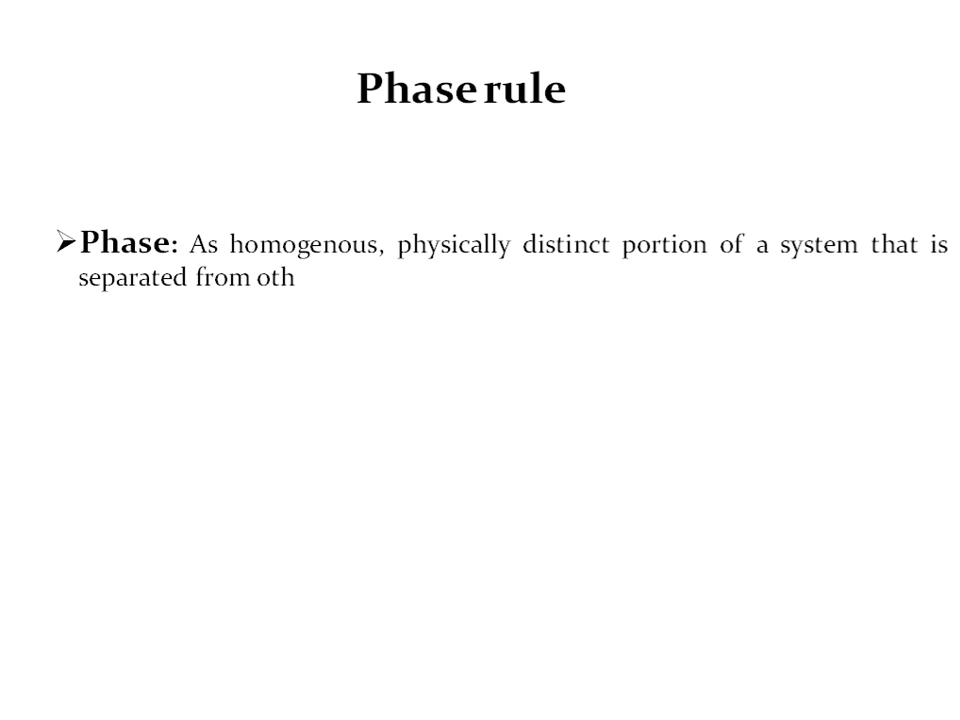 Phase rule
➢Phase: As homogenous, physically distinct portion of a system that is
separated from oth